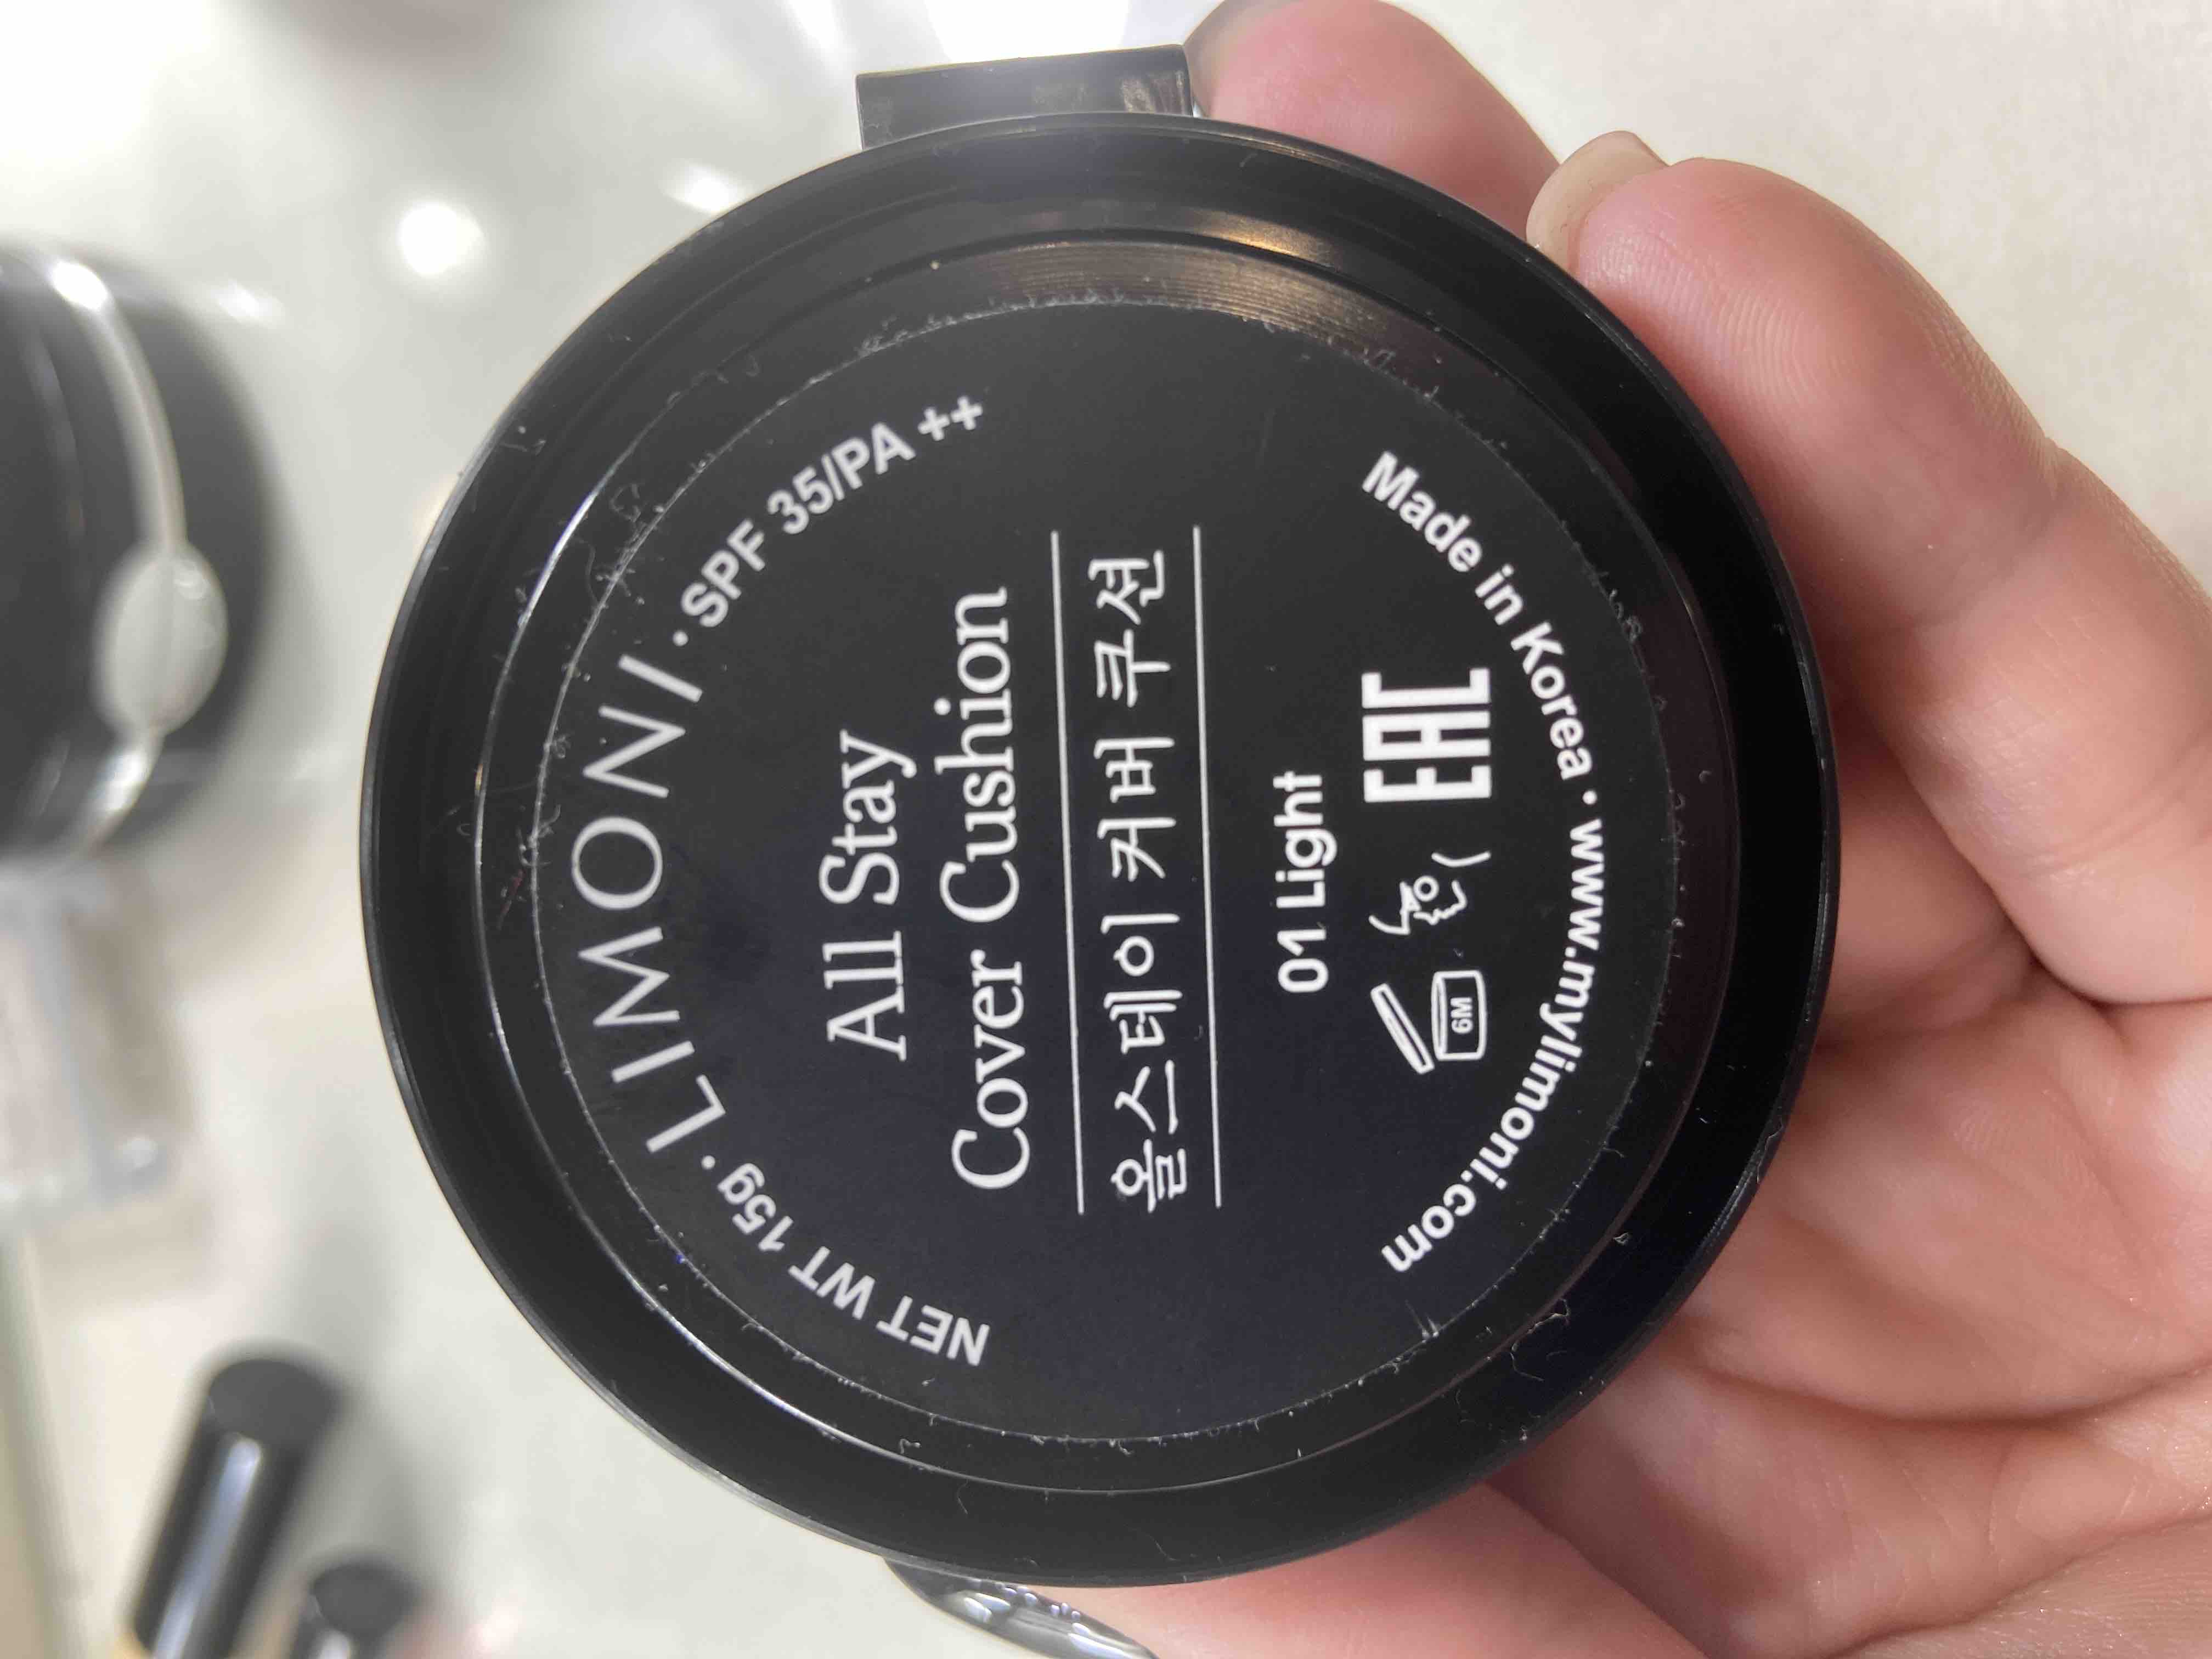 NET WT 15g · LIMONI · SPF 35/PA ++
All Stay
Cover Cushion
올스테이 커버 쿠션
01 Light
6M
EAC
www.mylimoni.com · Made in Korea